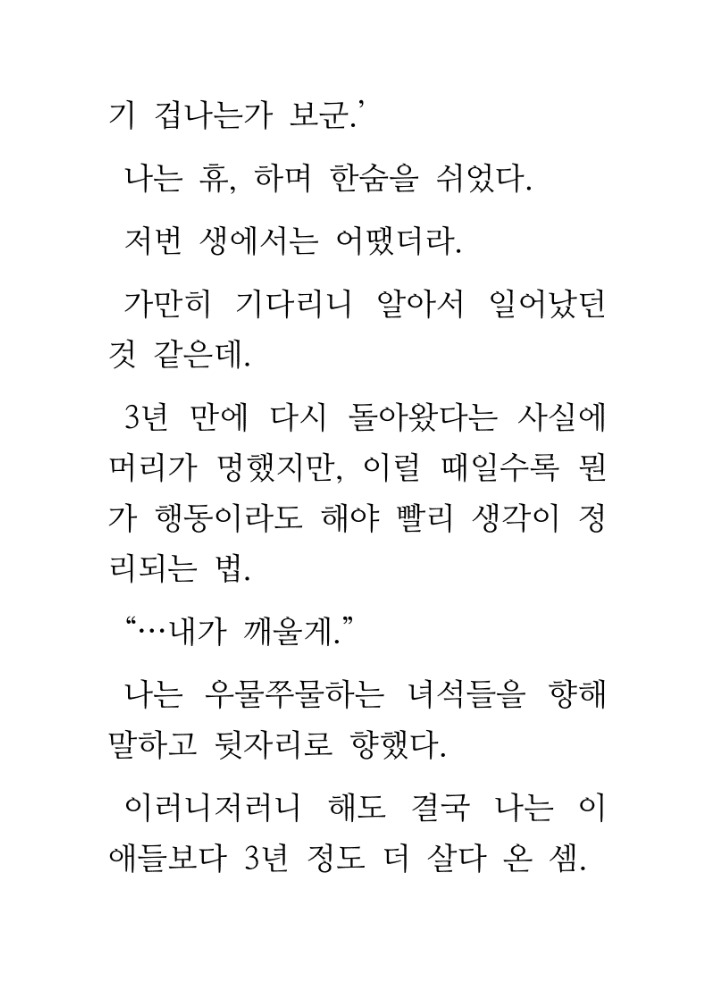 기 겁나는가 보군.’
나는 휴, 하며 한숨을 쉬었다.
저번 생에서는 어땠더라.
가만히 기다리니 알아서 일어났던
것 같은데.
3년 만에 다시 돌아왔다는 사실에
머리가 멍했지만, 이럴 때일수록 뭔
가 행동이라도 해야 빨리 생각이 정
리되는 법.
“…내가 깨울게.”
나는 우물쭈물하는 녀석들을 향해
말하고 뒷자리로 향했다.
이러니저러니 해도 결국 나는 이
애들보다 3년 정도 더 살다 온 셈.